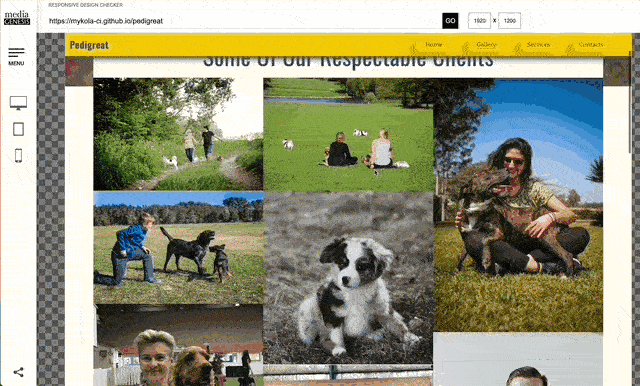 RESPONSIVE DESIGN CHECKER
media
GENESIS
https://mykola-ci.github.io/pedigreat
GO
1920
X
1200
MENU
Pedigreat
Home
Gallery
Services
Contacts
Some Of Our Respectable Clients